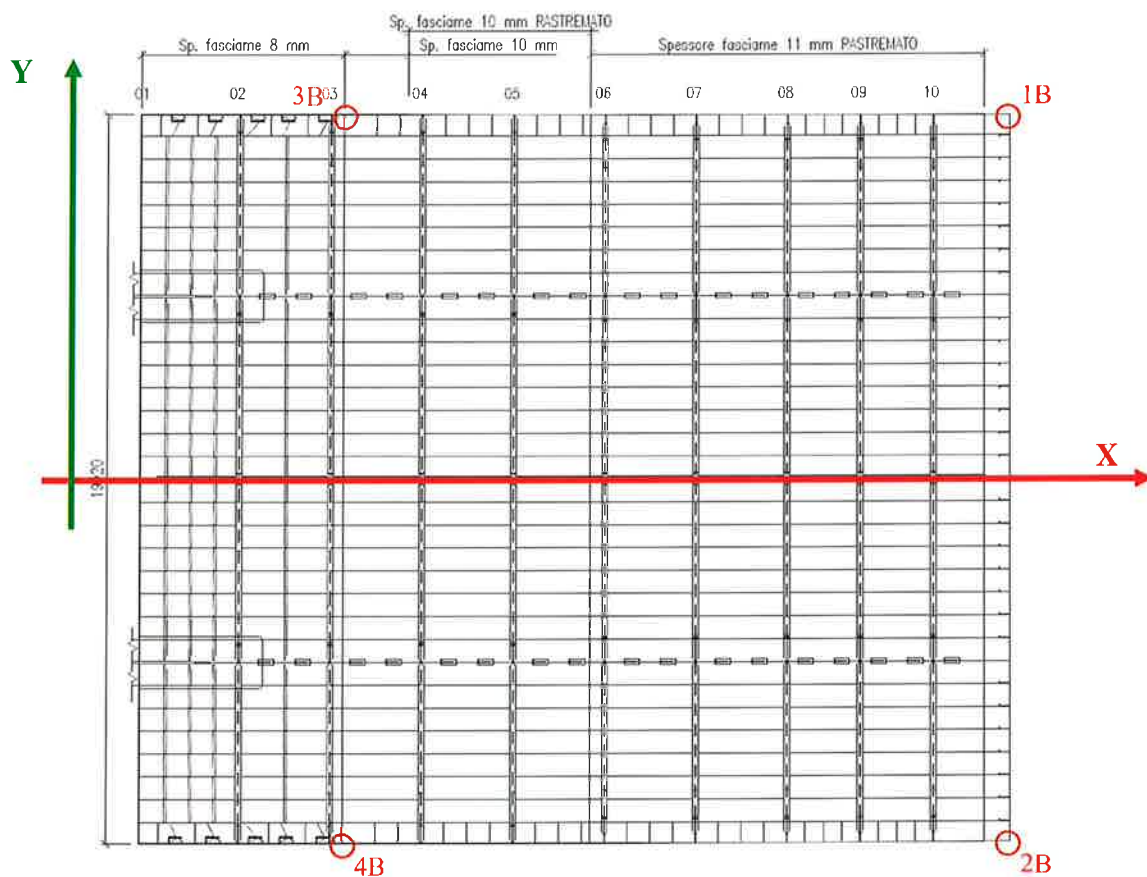 Sp. fasciame 10 mm RASTREMATO
Sp. fasciame 8 mm
Sp. fasciame 10 mm
Spessore fasciame 11 mm RASTREMATO
Y
01
02
3B
03
04
05
06
07
08
09
10
1B
X
4B
2B